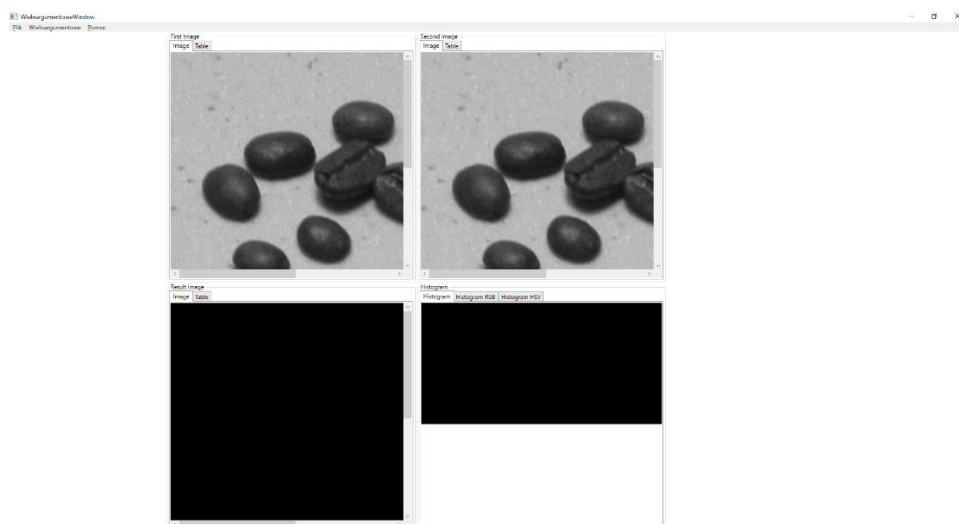 WieloargumentoweWindow
Plik Wieloargumentowe Pomoc
First Image
Image Table
Second Image
Image Table
Result Image
Image Table
Histogram
Histogram Histogram RGB Histogram HSV